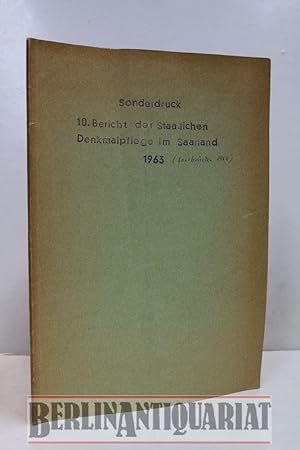 Sonderdruck
10. Bericht der Staatlichen
Denkmalpflege im Saarland
1963
BERLINANTIQUARIAT